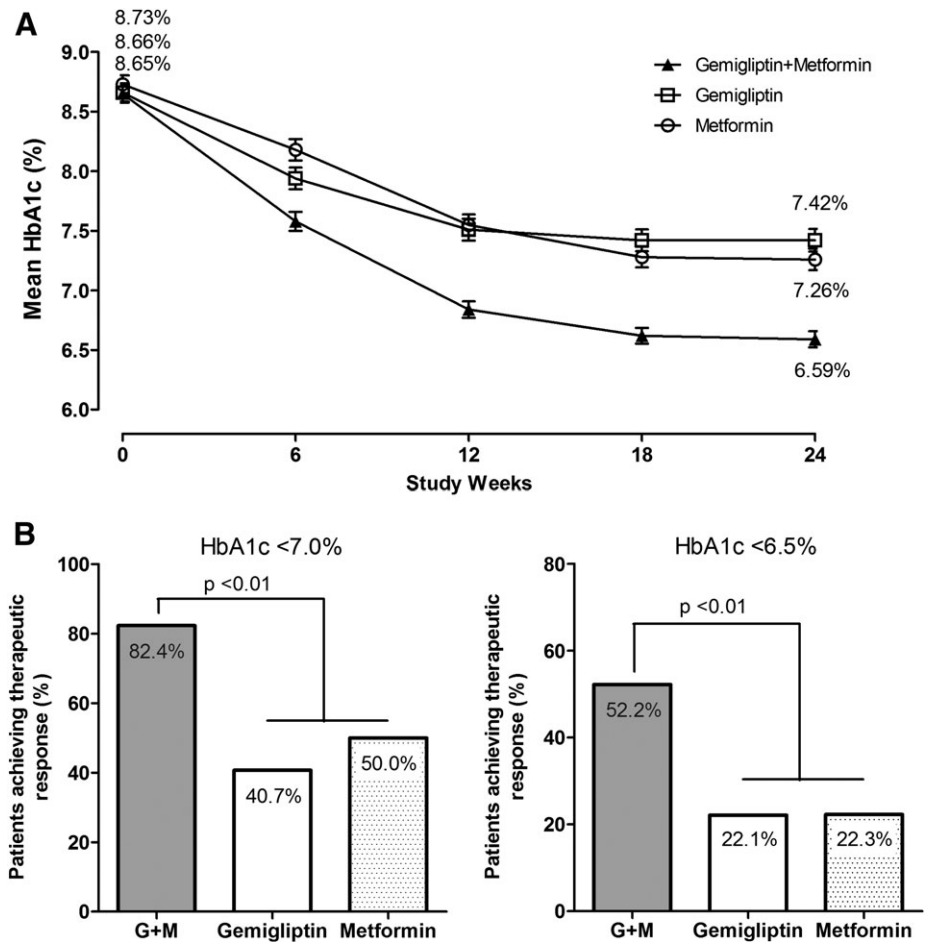 A
8.73%
8.66%
8.65%
9.0
8.5
8.0
7.5
7.0
6.5
6.0
Mean HbA1c (%)
Gemigliptin+Metformin
Gemigliptin
Metformin
7.42%
7.26%
6.59%
0 6 12 18 24
Study Weeks
B
HbA1c <7.0%
Patients achieving therapeutic
response (%)
100
80
60
40
20
0
p <0.01
82.4%
40.7%
50.0%
G+M Gemigliptin Metformin
HbA1c <6.5%
Patients achieving therapeutic
response (%)
80
60
40
20
0
p <0.01
52.2%
22.1%
22.3%
G+M Gemigliptin Metformin